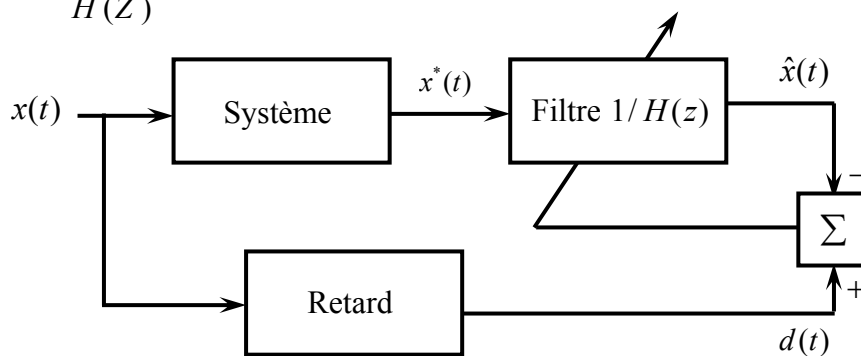 H(Z)
x(t)
Système
x*(t)
Filtre 1/ H(z)
x̂(t)
−
Σ
+
Retard
d(t)